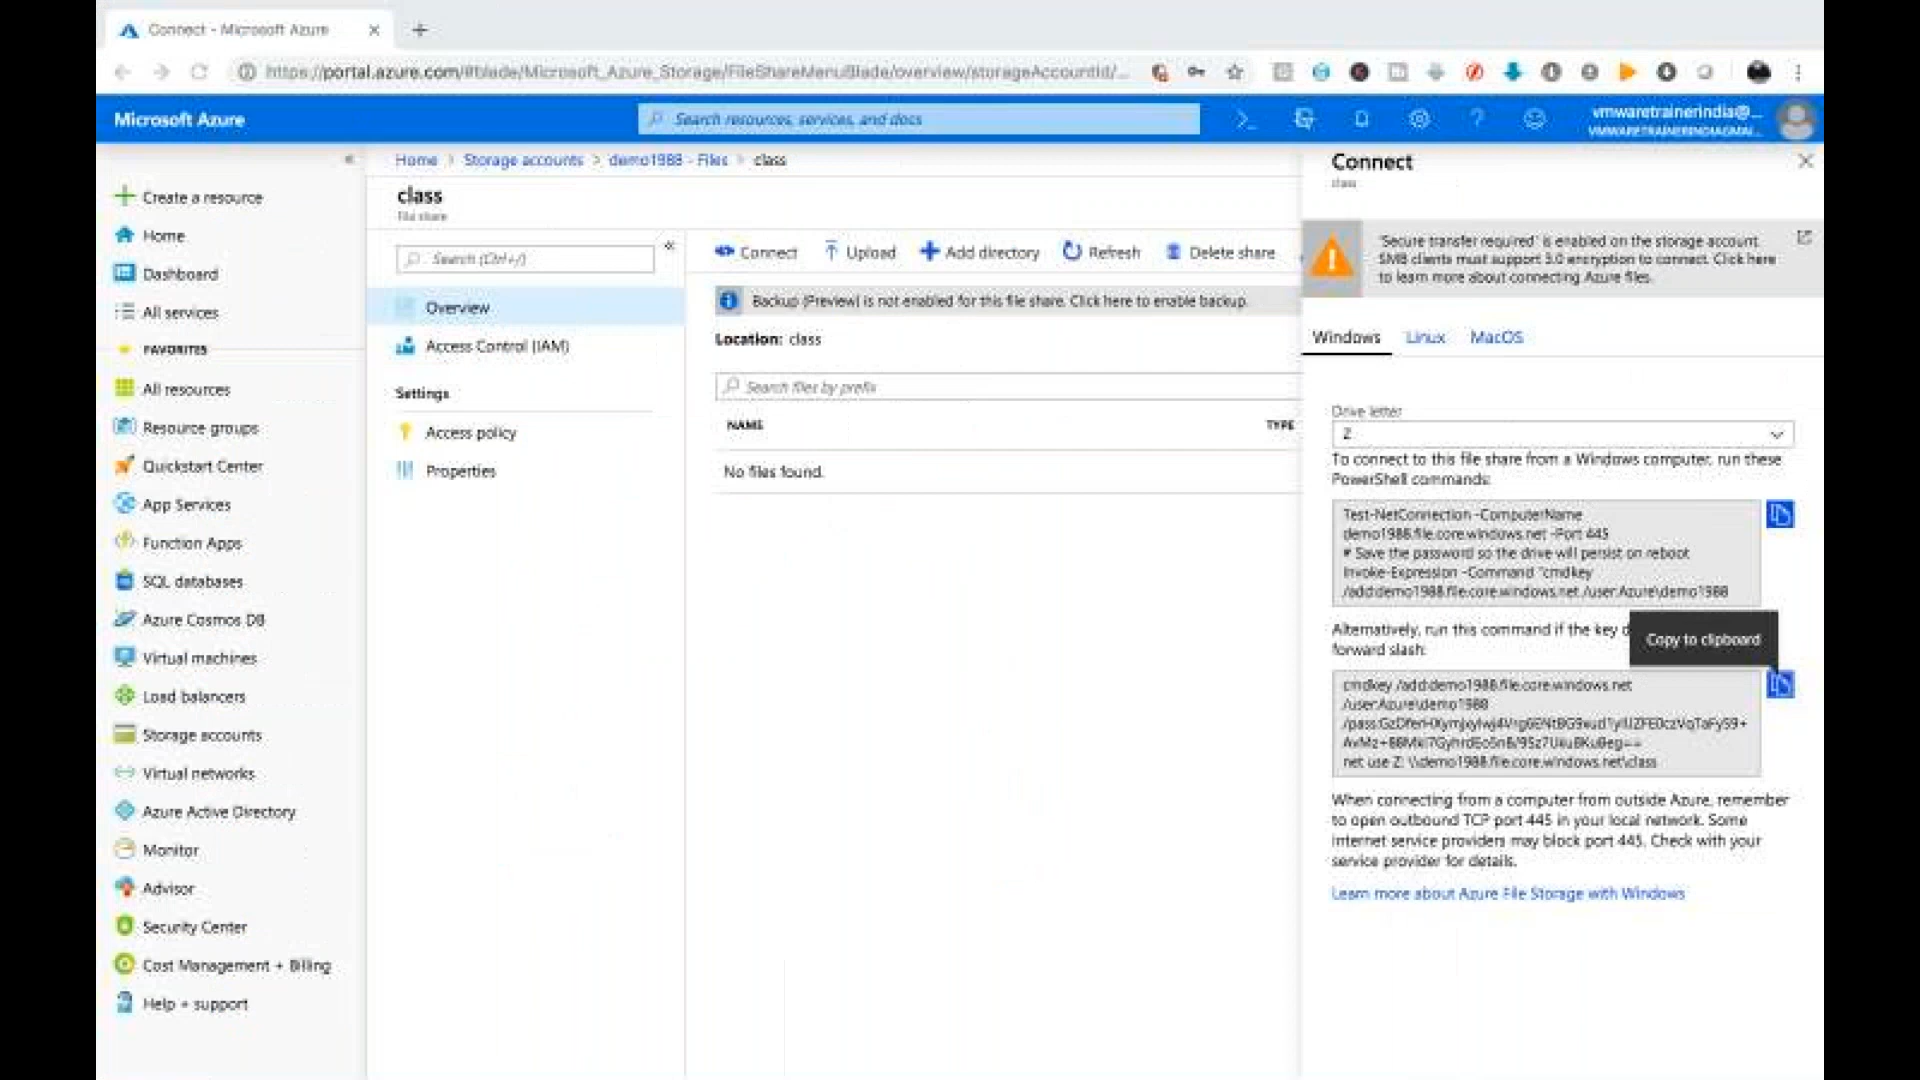 Connect - Microsoft Azure
https://portal.azure.com/#blade/Microsoft_Azure_Storage/FileShareMenuBlade/overview/storageAccountId/...
Microsoft Azure
Search resources, services, and docs
vmwaretrainerindia@...
VMWARETRAINERINDIAGMAI...
Home > Storage accounts > demo1988 - Files > class
Create a resource
Home
Dashboard
All services
FAVORITES
All resources
Resource groups
Quickstart Center
App Services
Function Apps
SQL databases
Azure Cosmos DB
Virtual machines
Load balancers
Storage accounts
Virtual networks
Azure Active Directory
Monitor
Advisor
Security Center
Cost Management + Billing
Help + support
class
File share
Search (Ctrl+/)
Overview
Access Control (IAM)
Settings
Access policy
Properties
Connect Upload Add directory Refresh Delete share
Backup (Preview) is not enabled for this file share. Click here to enable backup.
Location: class
Search files by prefix
NAME TYPE
No files found.
Connect
class
'Secure transfer required' is enabled on the storage account.
SMB clients must support 3.0 encryption to connect. Click here
to learn more about connecting Azure files.
Windows Linux MacOS
Drive letter
Z
To connect to this file share from a Windows computer, run these
PowerShell commands:
Test-NetConnection -ComputerName
demo1988.file.core.windows.net -Port 445
# Save the password so the drive will persist on reboot
Invoke-Expression -Command "cmdkey
/add:demo1988.file.core.windows.net /user:Azure\demo1988
Alternatively, run this command if the key
forward slash:
Copy to clipboard
cmdkey /add:demo1988.file.core.windows.net
/user:Azure\demo1988
net use Z: \\demo1988.file.core.windows.net\class
When connecting from a computer from outside Azure, remember
to open outbound TCP port 445 in your local network. Some
Internet service providers may block port 445. Check with your
service provider for details.
Learn more about Azure File Storage with Windows